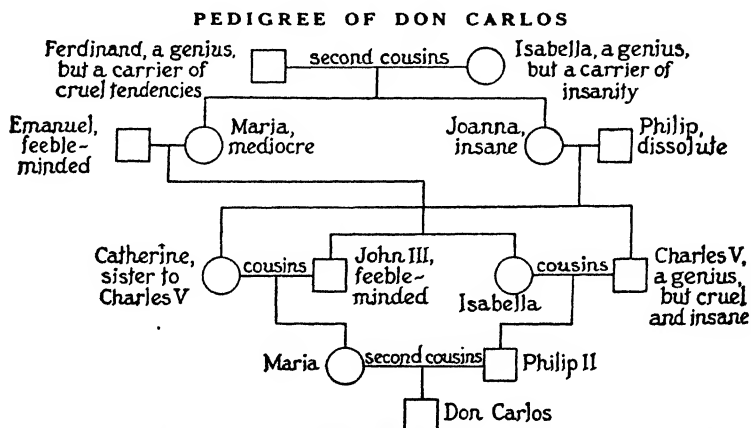 PEDIGREE OF DON CARLOS
Ferdinand, a genius,
but a carrier of
cruel tendencies
second cousins
Isabella, a genius,
but a carrier of
insanity
Emanuel,
feeble-
minded
Maria,
mediocre
Joanna,
insane
Philip,
dissolute
Catherine,
sister to
Charles V
cousins
John III,
feeble-
minded
Isabella
cousins
Charles V,
a genius,
but cruel
and insane
Maria
second cousins
Philip II
Don Carlos